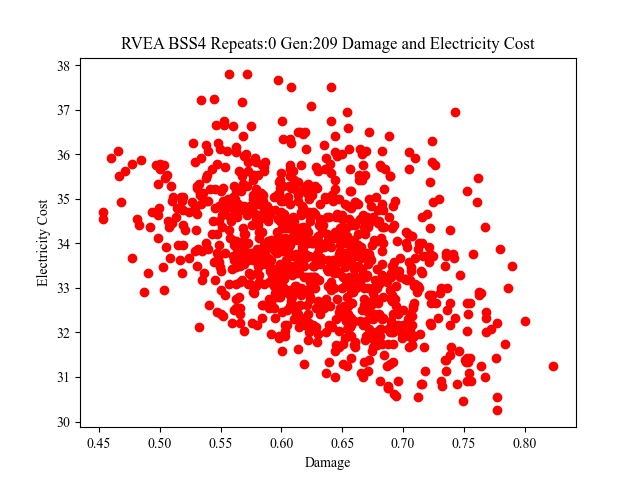 RVEA BSS4 Repeats:0 Gen:209 Damage and Electricity Cost
38
37
36
35
34
33
32
31
30
Electricity Cost
0.45 0.50 0.55 0.60 0.65 0.70 0.75 0.80
Damage